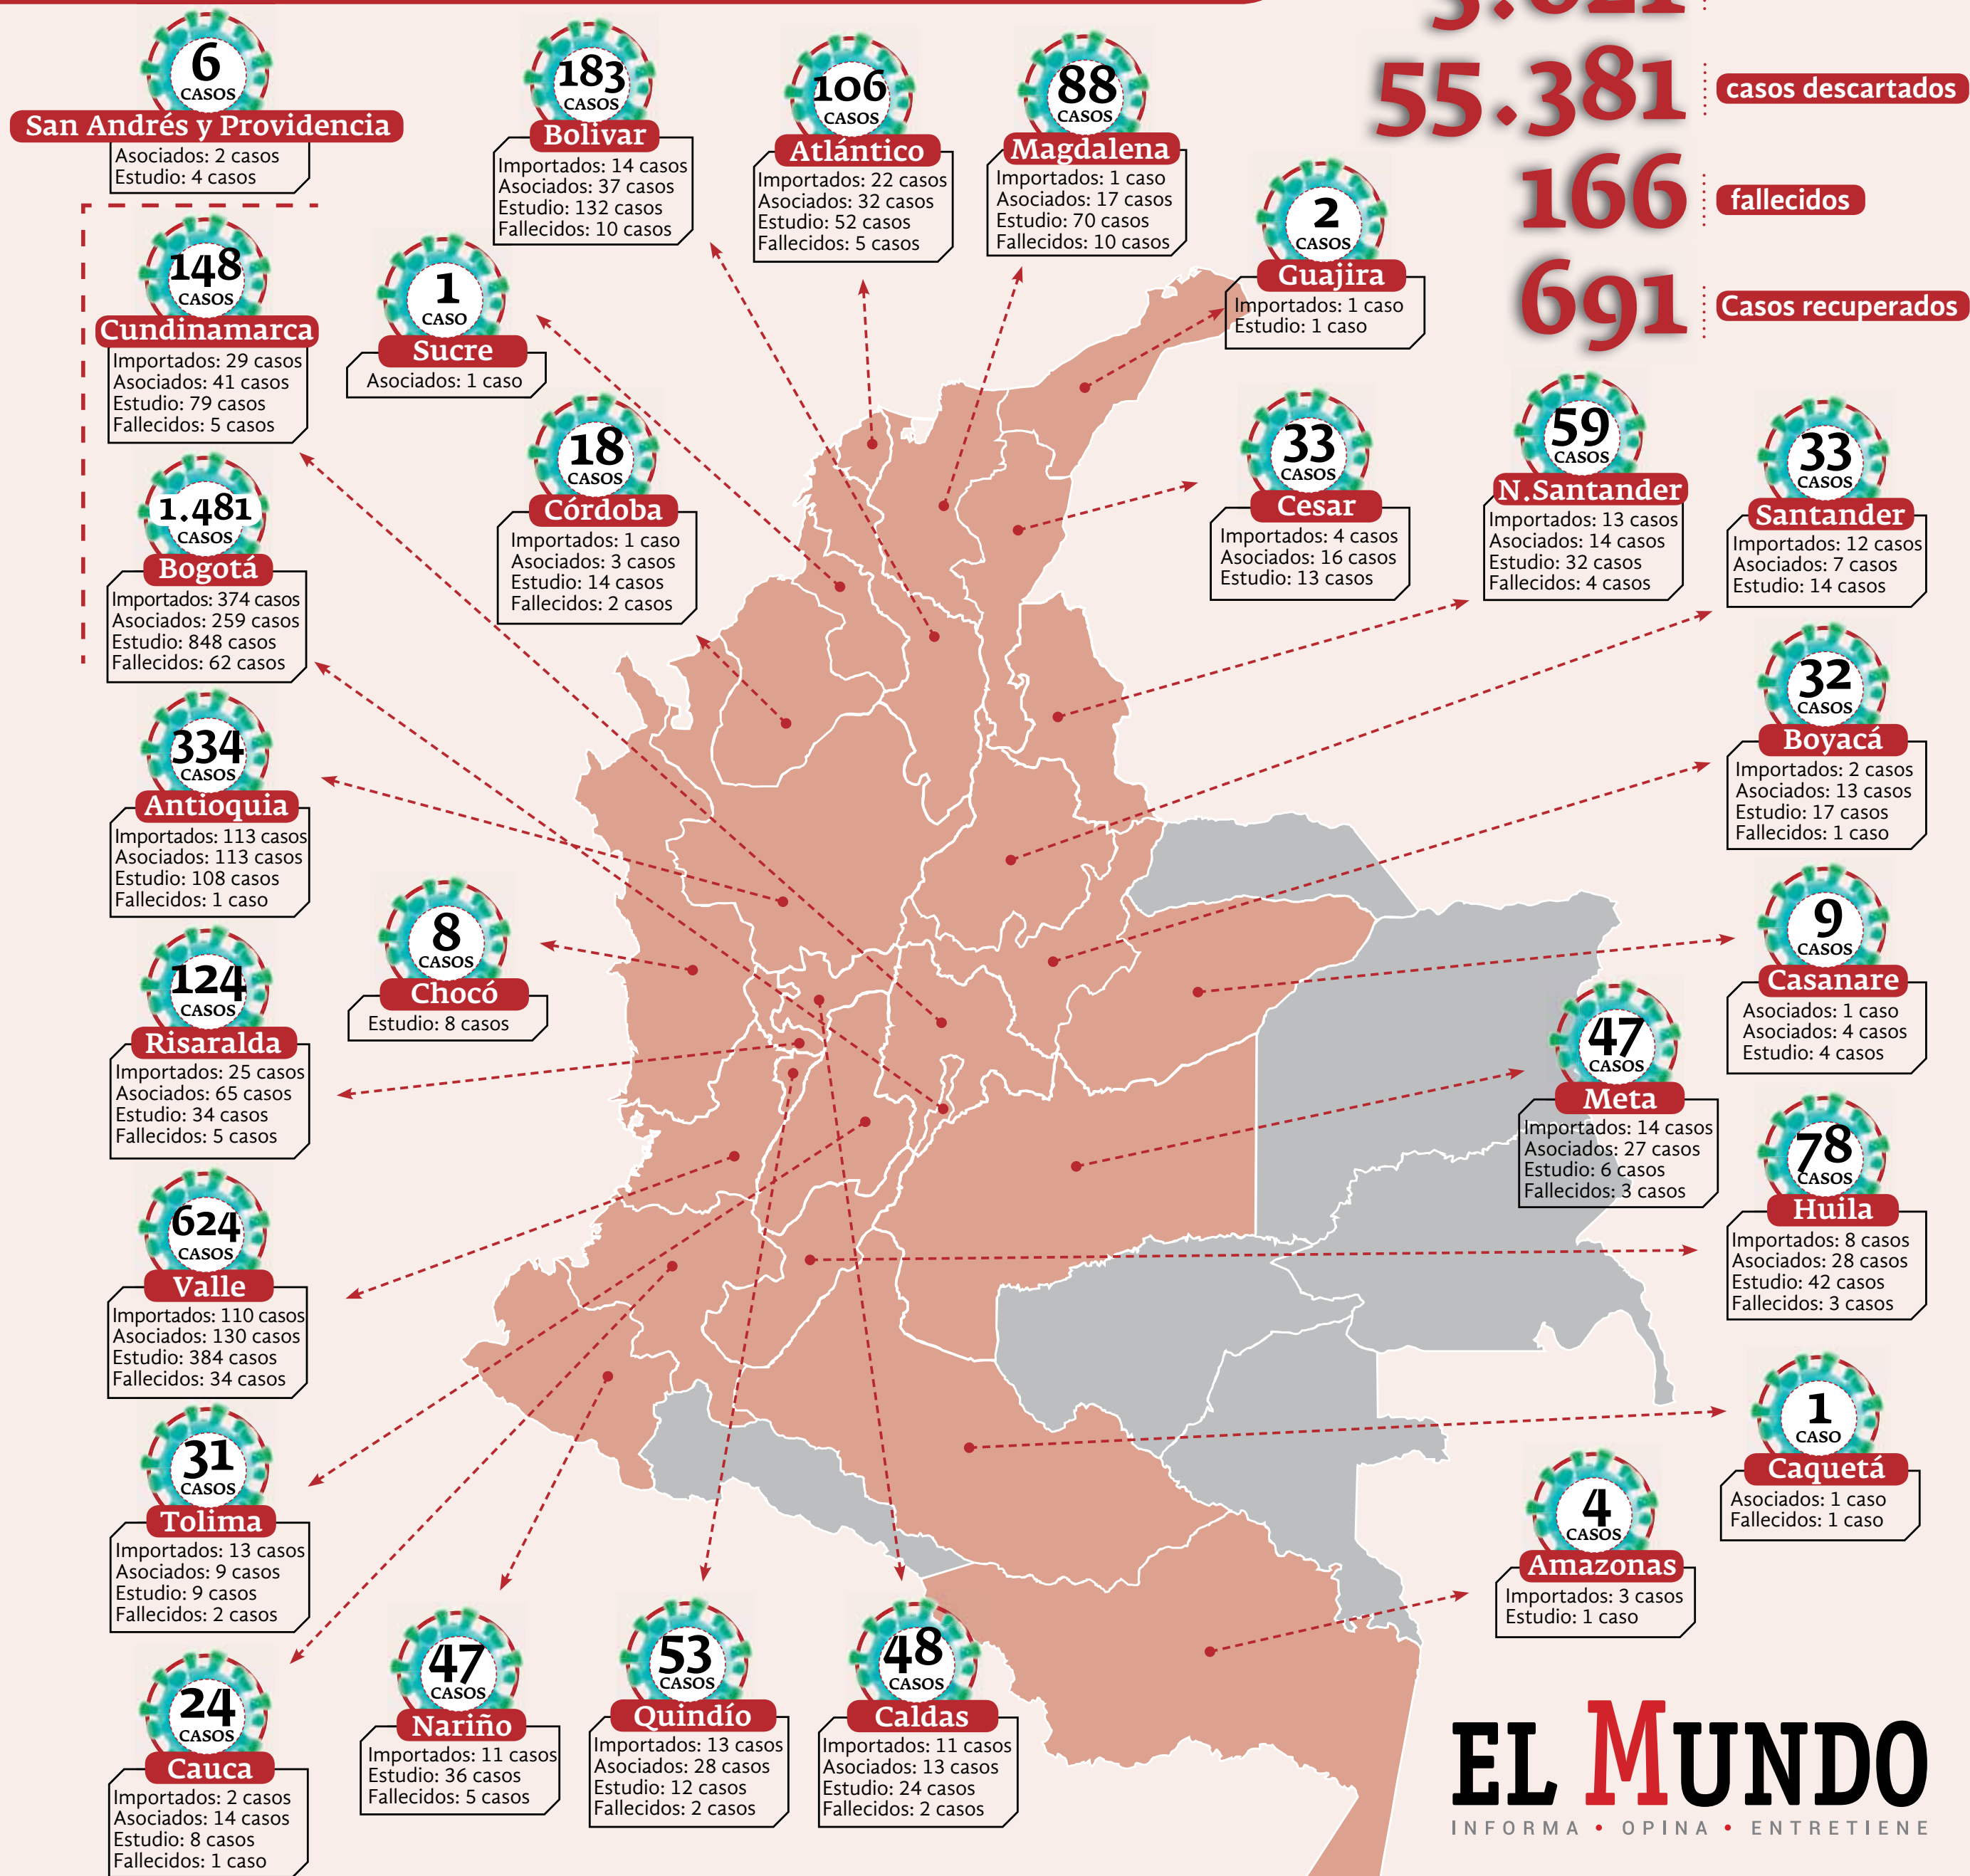 3.621
55.381
casos descartados
166
fallecidos
691
Casos recuperados
6
CASOS
San Andrés y Providencia
Asociados: 2 casos
Estudio: 4 casos
183
CASOS
Bolivar
Importados: 14 casos
Asociados: 37 casos
Estudio: 132 casos
Fallecidos: 10 casos
106
CASOS
Atlántico
Importados: 22 casos
Asociados: 32 casos
Estudio: 52 casos
Fallecidos: 5 casos
88
CASOS
Magdalena
Importados: 1 caso
Asociados: 17 casos
Estudio: 70 casos
Fallecidos: 10 casos
2
CASOS
Guajira
Importados: 1 caso
Estudio: 1 caso
148
CASOS
Cundinamarca
Importados: 29 casos
Asociados: 41 casos
Estudio: 79 casos
Fallecidos: 5 casos
1
CASO
Sucre
Asociados: 1 caso
18
CASOS
Córdoba
Importados: 1 caso
Asociados: 3 casos
Estudio: 14 casos
Fallecidos: 2 casos
33
CASOS
Cesar
Importados: 4 casos
Asociados: 16 casos
Estudio: 13 casos
59
CASOS
N.Santander
Importados: 13 casos
Asociados: 14 casos
Estudio: 32 casos
Fallecidos: 4 casos
33
CASOS
Santander
Importados: 12 casos
Asociados: 7 casos
Estudio: 14 casos
1.481
CASOS
Bogotá
Importados: 374 casos
Asociados: 259 casos
Estudio: 848 casos
Fallecidos: 62 casos
32
CASOS
Boyacá
Importados: 2 casos
Asociados: 13 casos
Estudio: 17 casos
Fallecidos: 1 caso
334
CASOS
Antioquia
Importados: 113 casos
Asociados: 113 casos
Estudio: 108 casos
Fallecidos: 1 caso
8
CASOS
Chocó
Estudio: 8 casos
9
CASOS
Casanare
Asociados: 1 caso
Asociados: 4 casos
Estudio: 4 casos
124
CASOS
Risaralda
Importados: 25 casos
Asociados: 65 casos
Estudio: 34 casos
Fallecidos: 5 casos
47
CASOS
Meta
Importados: 14 casos
Asociados: 27 casos
Estudio: 6 casos
Fallecidos: 3 casos
78
CASOS
Huila
Importados: 8 casos
Asociados: 28 casos
Estudio: 42 casos
Fallecidos: 3 casos
624
CASOS
Valle
Importados: 110 casos
Asociados: 130 casos
Estudio: 384 casos
Fallecidos: 34 casos
1
CASO
Caquetá
Asociados: 1 caso
Fallecidos: 1 caso
31
CASOS
Tolima
Importados: 13 casos
Asociados: 9 casos
Estudio: 9 casos
Fallecidos: 2 casos
4
CASOS
Amazonas
Importados: 3 casos
Estudio: 1 caso
24
CASOS
Cauca
Importados: 2 casos
Asociados: 14 casos
Estudio: 8 casos
Fallecidos: 1 caso
47
CASOS
Nariño
Importados: 11 casos
Estudio: 36 casos
Fallecidos: 5 casos
53
CASOS
Quindío
Importados: 13 casos
Asociados: 28 casos
Estudio: 12 casos
Fallecidos: 2 casos
48
CASOS
Caldas
Importados: 11 casos
Asociados: 13 casos
Estudio: 24 casos
Fallecidos: 2 casos
EL MUNDO
INFORMA • OPINA • ENTRETIENE